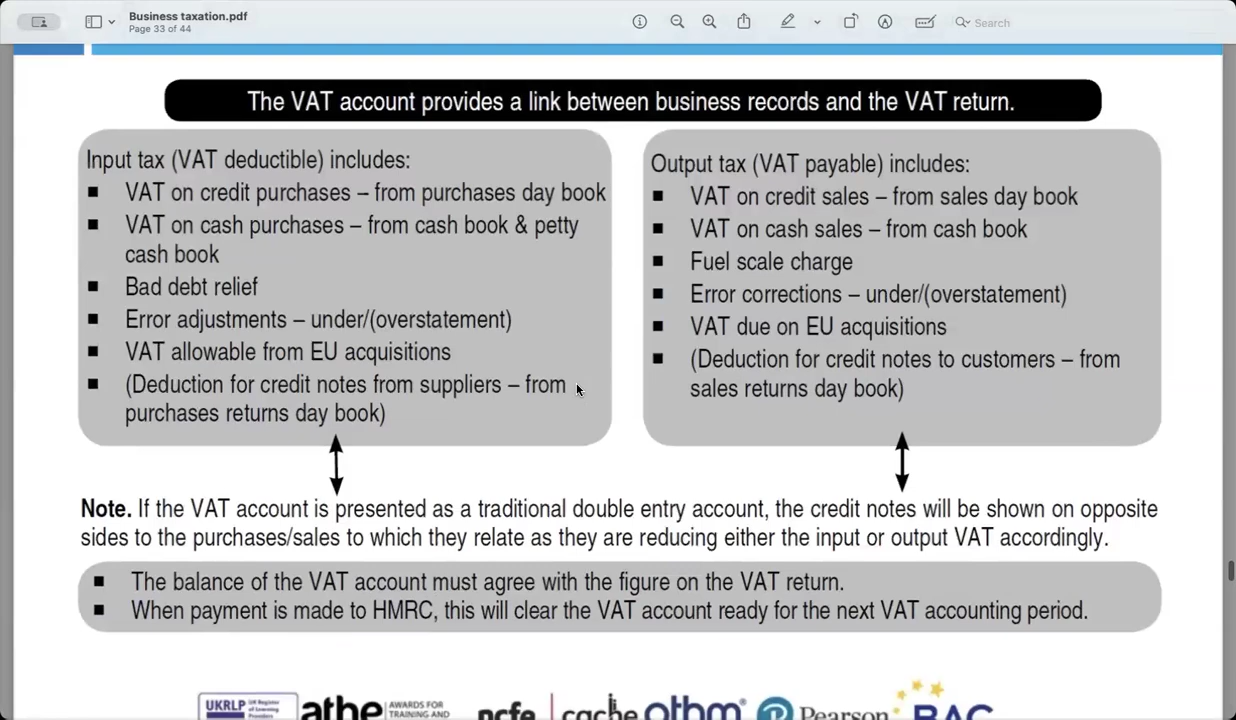 Business taxation.pdf
Page 33 of 44
Search
The VAT account provides a link between business records and the VAT return.
Input tax (VAT deductible) includes:
■ VAT on credit purchases – from purchases day book
■ VAT on cash purchases – from cash book & petty
cash book
■ Bad debt relief
■ Error adjustments – under/(overstatement)
■ VAT allowable from EU acquisitions
■ (Deduction for credit notes from suppliers – from
purchases returns day book)
Output tax (VAT payable) includes:
■ VAT on credit sales – from sales day book
■ VAT on cash sales – from cash book
■ Fuel scale charge
■ Error corrections – under/(overstatement)
■ VAT due on EU acquisitions
■ (Deduction for credit notes to customers – from
sales returns day book)
Note. If the VAT account is presented as a traditional double entry account, the credit notes will be shown on opposite
sides to the purchases/sales to which they relate as they are reducing either the input or output VAT accordingly.
■ The balance of the VAT account must agree with the figure on the VAT return.
■ When payment is made to HMRC, this will clear the VAT account ready for the next VAT accounting period.
UKRLP UK Register of Learning
athe AWARDS FOR
TRAINING AND
ncfe
cache
othm
Pearson
BAC